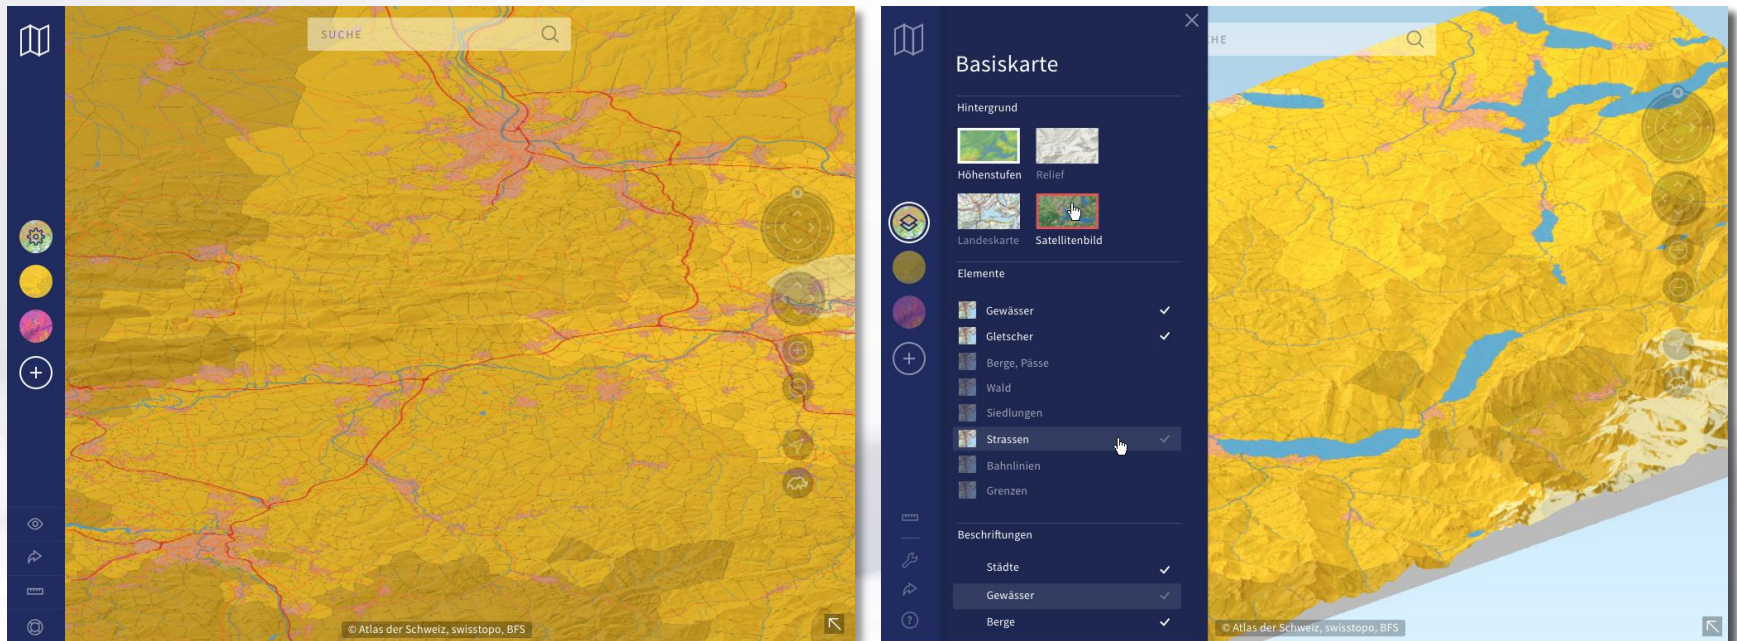 SUCHE
N
© Atlas der Schweiz, swisstopo, BFS
HE
Basiskarte
Hintergrund
Höhenstufen
Relief
Landeskarte
Satellitenbild
Elemente
Gewässer
Gletscher
Berge, Pässe
Wald
Siedlungen
Strassen
Bahnlinien
Grenzen
Beschriftungen
Städte
Gewässer
Berge
N
© Atlas der Schweiz, swisstopo, BFS